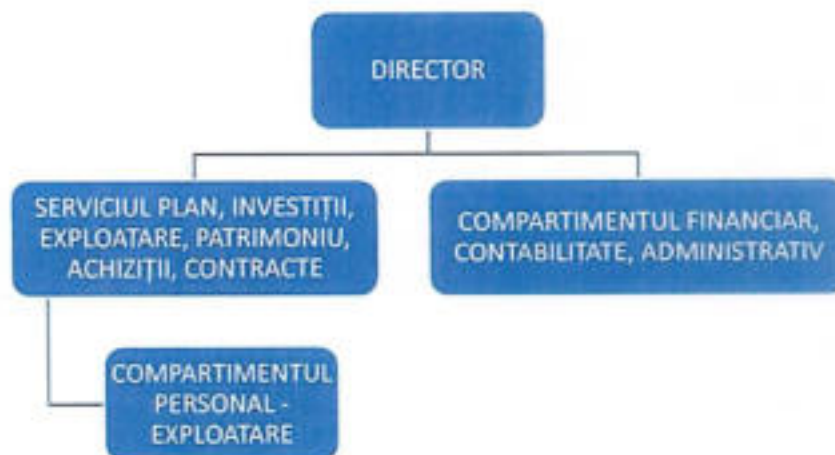 DIRECTOR
SERVICIUL PLAN, INVESTIȚII,
EXPLOATARE, PATRIMONIU,
ACHIZIȚII, CONTRACTE
COMPARTIMENTUL FINANCIAR,
CONTABILITATE, ADMINISTRATIV
COMPARTIMENTUL
PERSONAL -
EXPLOATARE